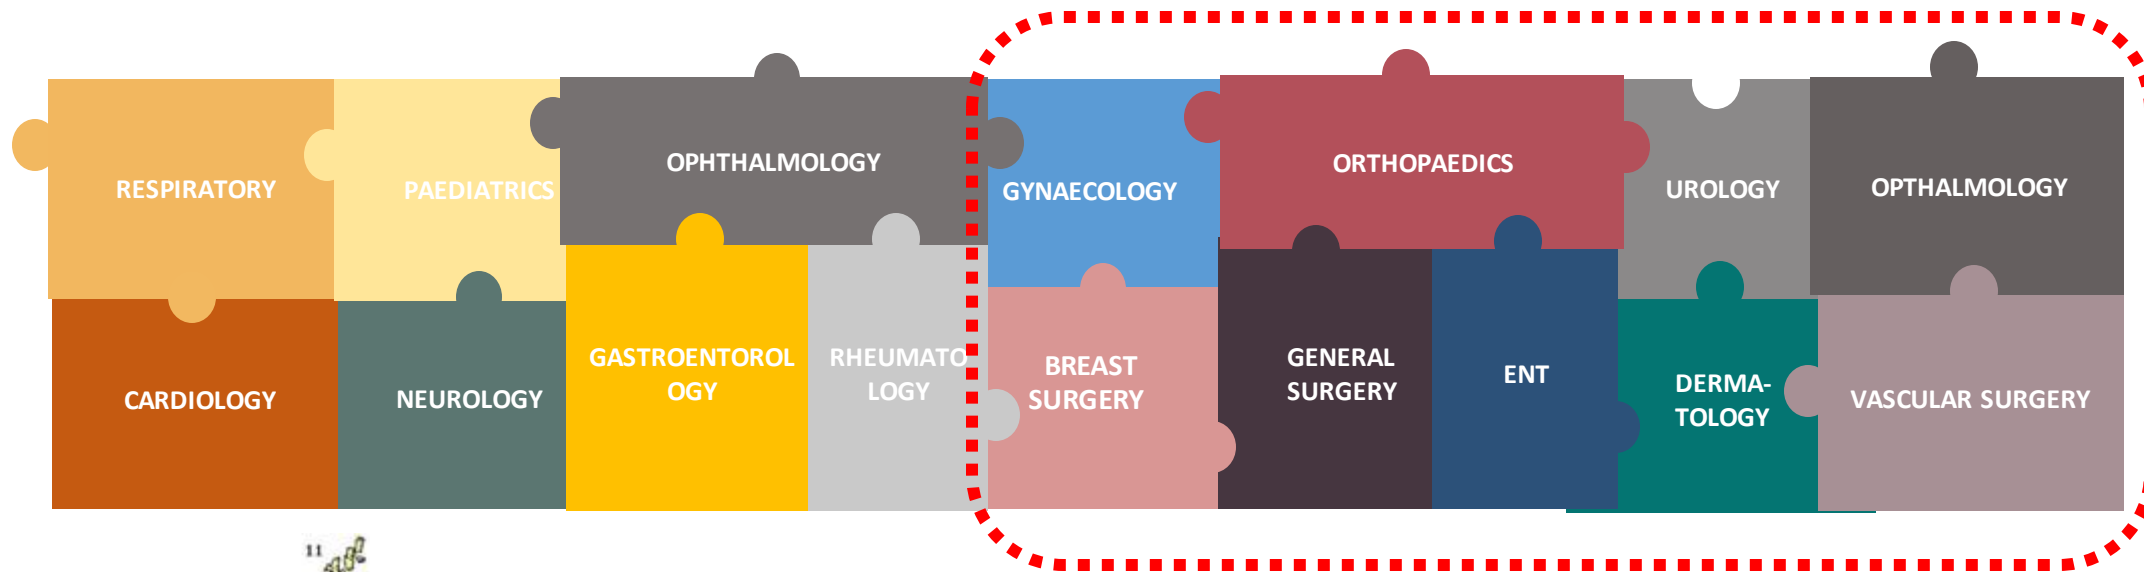 RESPIRATORY
PAEDIATRICS
OPHTHALMOLOGY
GYNAECOLOGY
ORTHOPAEDICS
UROLOGY
OPTHALMOLOGY
CARDIOLOGY
NEUROLOGY
GASTROENTOROL
OGY
RHEUMATO
LOGY
BREAST
SURGERY
GENERAL
SURGERY
ENT
DERMA-
TOLOGY
VASCULAR SURGERY
11